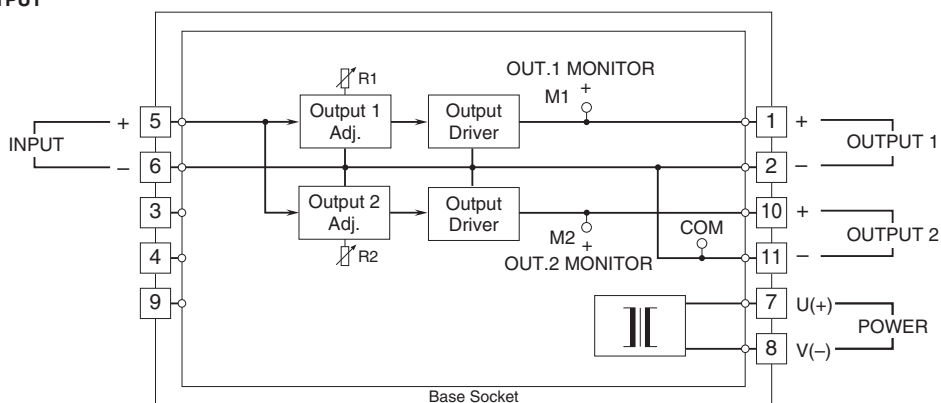 OUT.1 MONITOR
+
M1
R1
Output 1
Adj.
Output
Driver
INPUT
+ 5
– 6
3
4
9
Output 2
Adj.
Output
Driver
R2
M2
+
OUT.2 MONITOR
COM
1 +
OUTPUT 1
2 –
10 +
OUTPUT 2
11 –
7 U(+)
POWER
8 V(–)
Base Socket